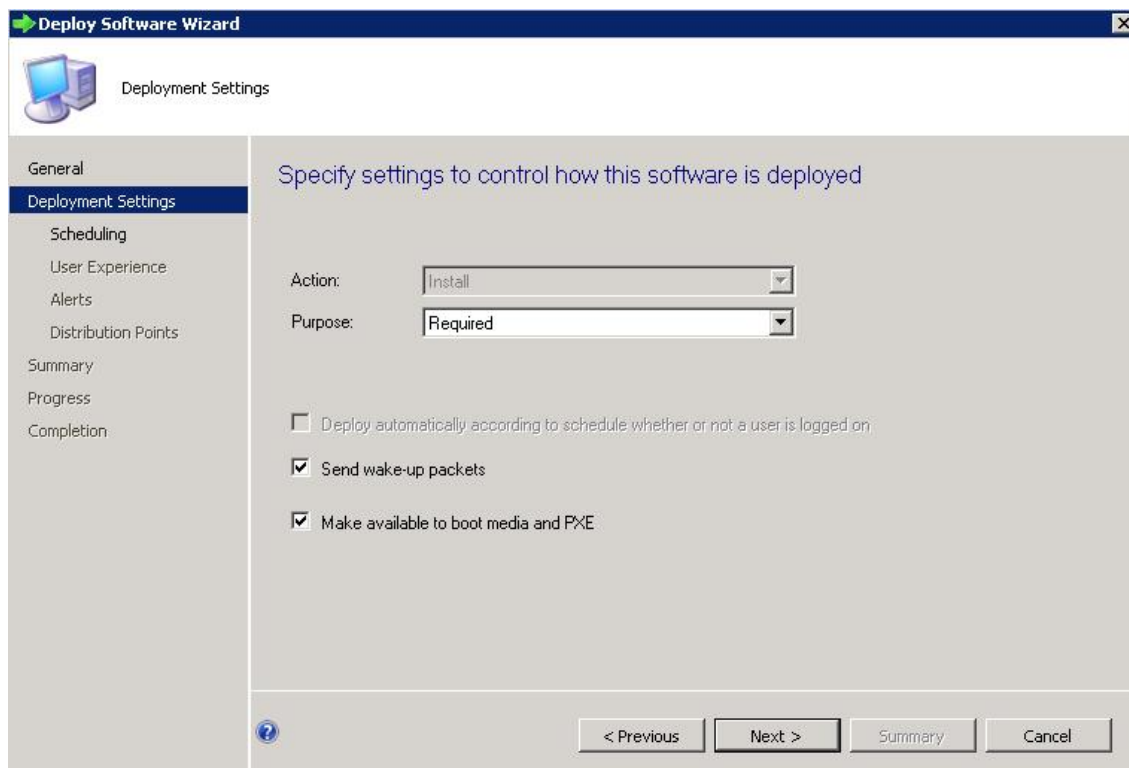 Deploy Software Wizard
Deployment Settings
General
Deployment Settings
Scheduling
User Experience
Alerts
Distribution Points
Summary
Progress
Completion
Specify settings to control how this software is deployed
Action: Install
Purpose: Required
Deploy automatically according to schedule whether or not a user is logged on
Send wake-up packets
Make available to boot media and PXE
< Previous Next > Summary Cancel